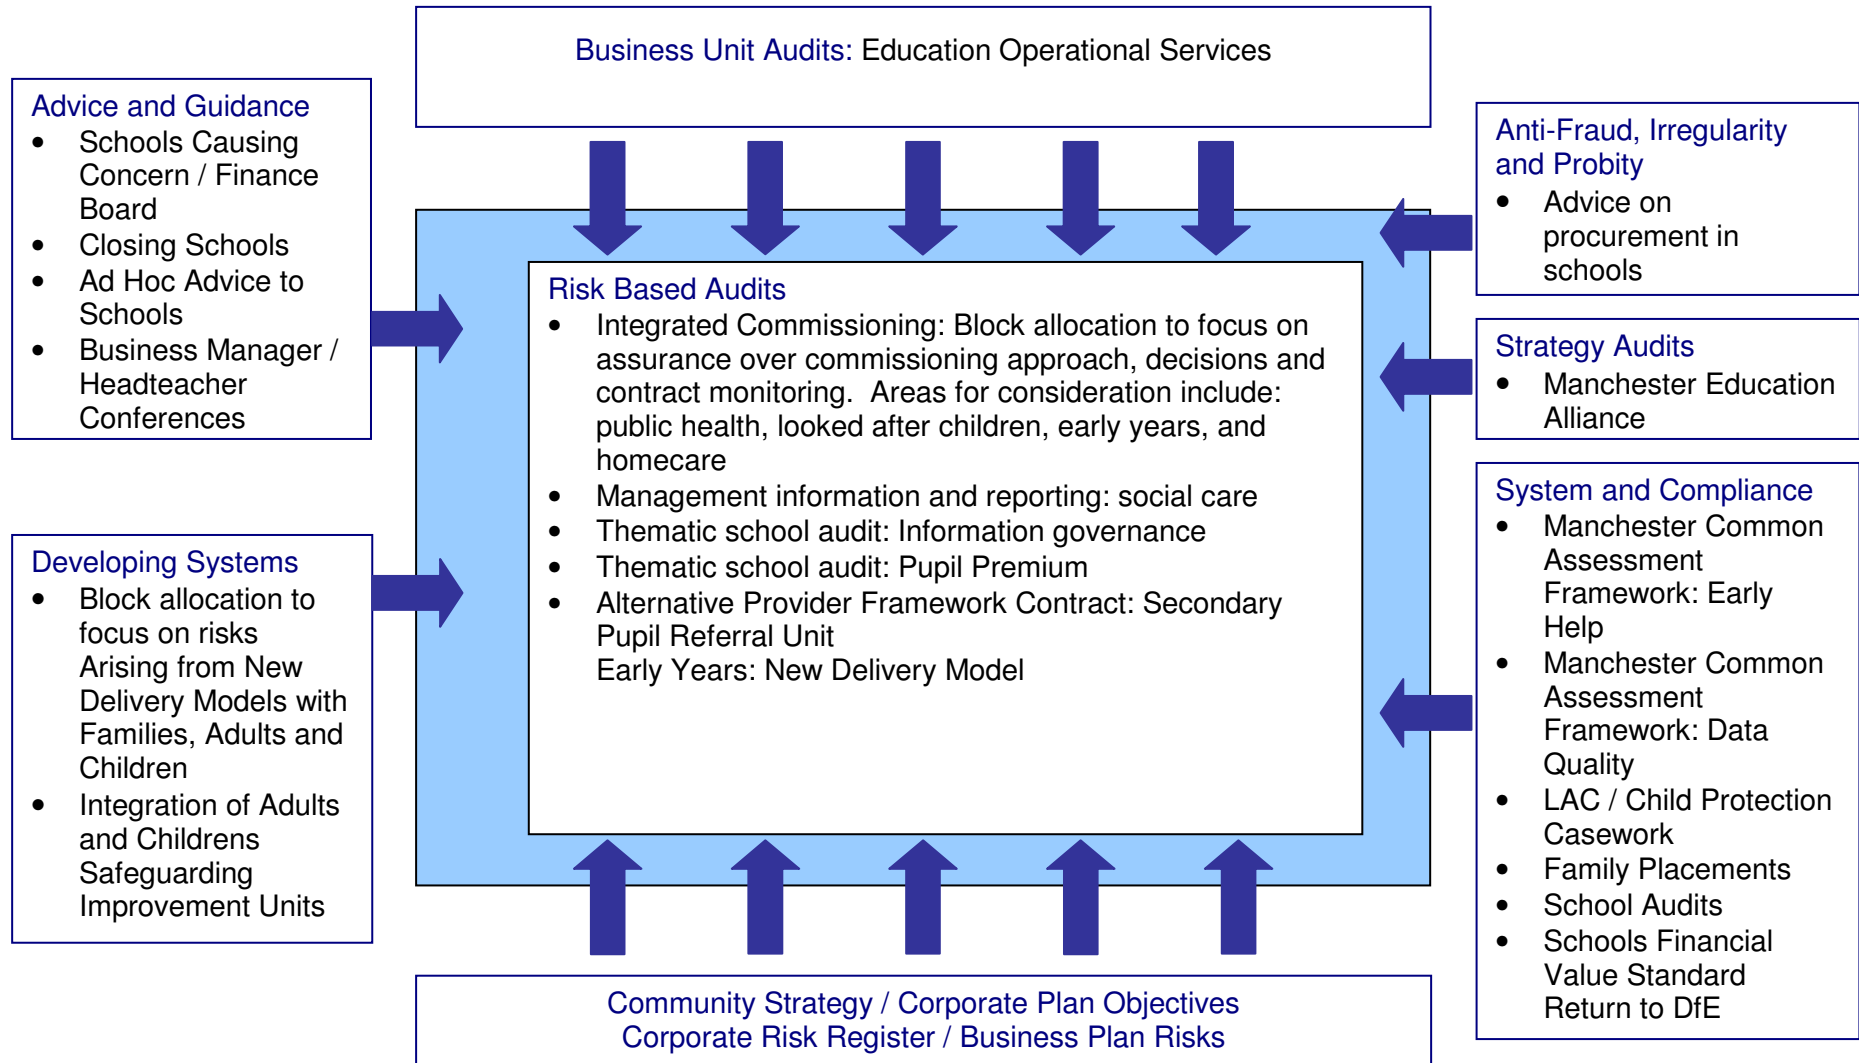 Business Unit Audits: Education Operational Services
Advice and Guidance
• Schools Causing
Concern / Finance
Board
• Closing Schools
• Ad Hoc Advice to
Schools
• Business Manager /
Headteacher
Conferences
Developing Systems
• Block allocation to
focus on risks
Arising from New
Delivery Models with
Families, Adults and
Children
• Integration of Adults
and Childrens
Safeguarding
Improvement Units
Risk Based Audits
• Integrated Commissioning: Block allocation to focus on
assurance over commissioning approach, decisions and
contract monitoring.  Areas for consideration include:
public health, looked after children, early years, and
homecare
• Management information and reporting: social care
• Thematic school audit: Information governance
• Thematic school audit: Pupil Premium
• Alternative Provider Framework Contract: Secondary
Pupil Referral Unit
Early Years: New Delivery Model
Anti-Fraud, Irregularity
and Probity
• Advice on
procurement in
schools
Strategy Audits
• Manchester Education
Alliance
System and Compliance
• Manchester Common
Assessment
Framework: Early
Help
• Manchester Common
Assessment
Framework: Data
Quality
• LAC / Child Protection
Casework
• Family Placements
• School Audits
• Schools Financial
Value Standard
Return to DfE
Community Strategy / Corporate Plan Objectives
Corporate Risk Register / Business Plan Risks